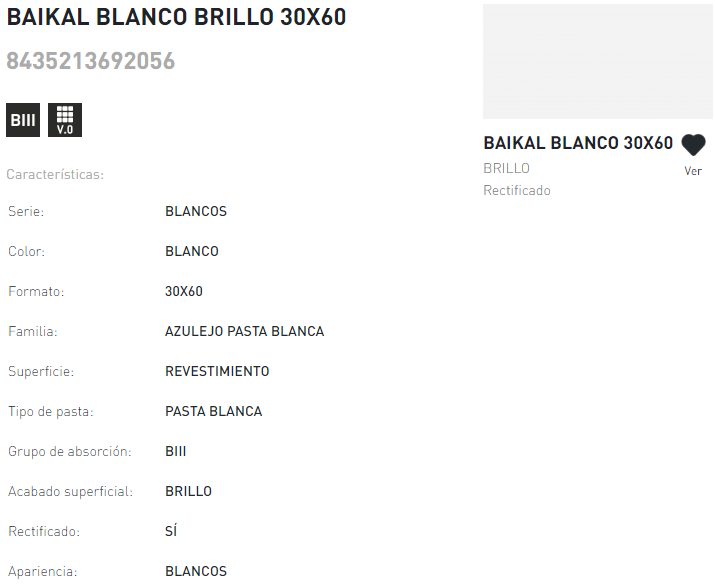 BAIKAL BLANCO BRILLO 30X60
8435213692056
BIII
V.0
Características:
Serie: BLANCOS
Color: BLANCO
Formato: 30X60
Familia: AZULEJO PASTA BLANCA
Superficie: REVESTIMIENTO
Tipo de pasta: PASTA BLANCA
Grupo de absorción: BIII
Acabado superficial: BRILLO
Rectificado: SÍ
Apariencia: BLANCOS
BAIKAL BLANCO 30X60
BRILLO
Rectificado
Ver